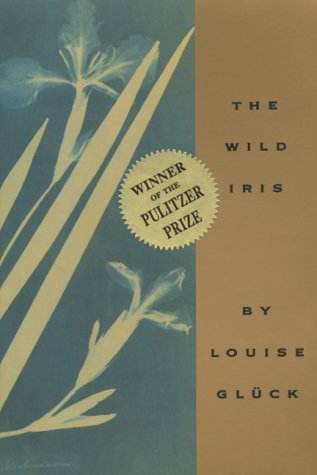 THE
WILD
IRIS
WINNER
OF THE
PULITZER
PRIZE
BY
LOUISE
GLÜCK